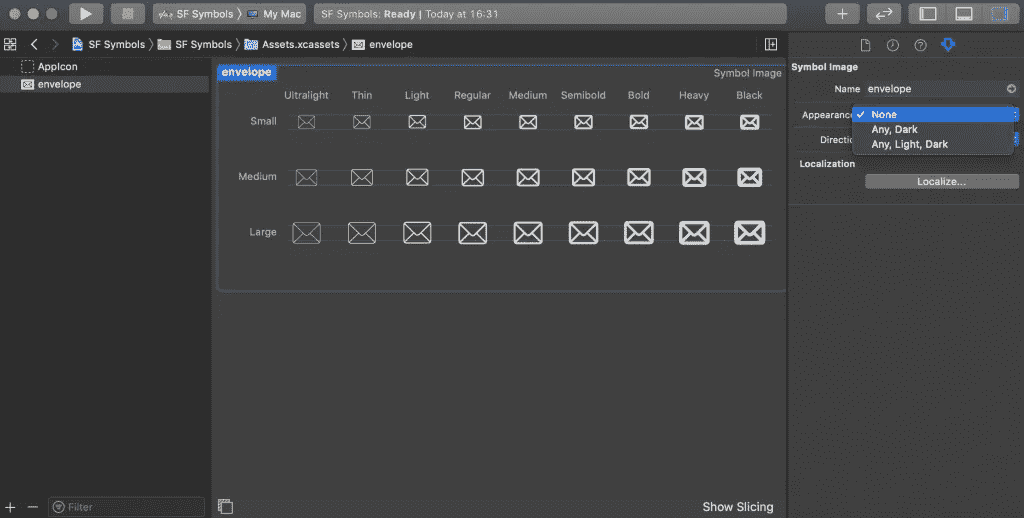 SF Symbols My Mac
SF Symbols: Ready | Today at 16:31
SF Symbols SF Symbols Assets.xcassets envelope
AppIcon
envelope
envelope
Symbol Image
Ultralight Thin Light Regular Medium Semibold Bold Heavy Black
Small
Medium
Large
Show Slicing
Filter
Symbol Image
Name envelope
Appearance
None
Any, Dark
Any, Light, Dark
Directio
Localization
Localize...